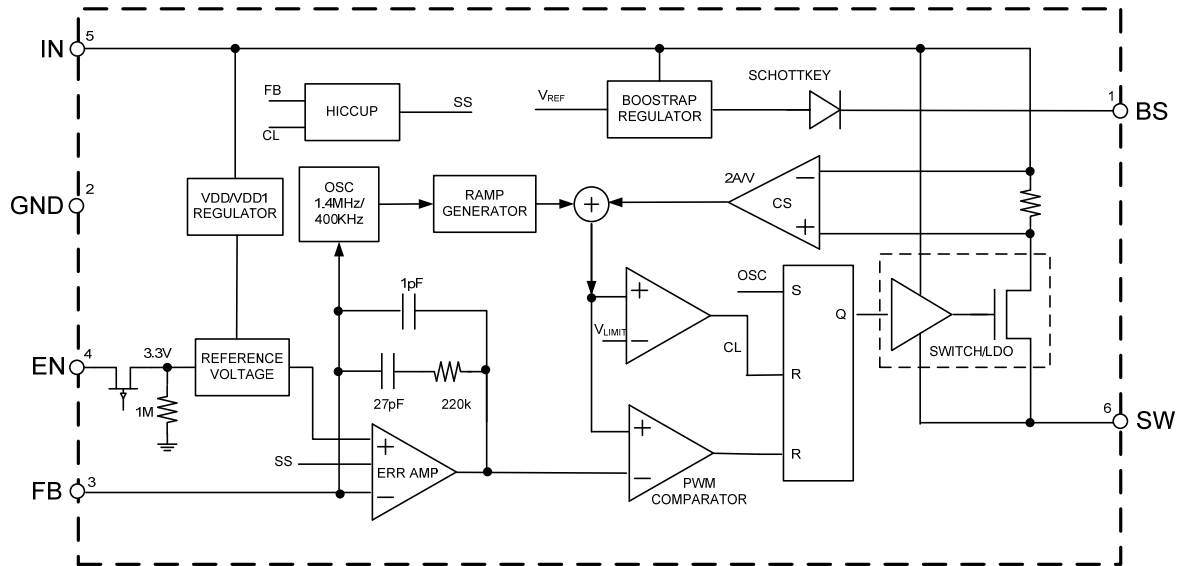 IN
5
FB
CL
HICCUP
SS
VREF
BOOSTRAP
REGULATOR
SCHOTTKEY
1
BS
GND
2
VDD/VDD1
REGULATOR
OSC
1.4MHz/
400KHz
RAMP
GENERATOR
+
2A/V
−
CS
+
1pF
27pF
220k
EN
4
3.3V
1M
REFERENCE
VOLTAGE
+
VLIMIT
−
CL
OSC
S
Q
R
R
SWITCH/LDO
6
SW
SS
+
ERR AMP
−
FB
3
+
−
PWM
COMPARATOR